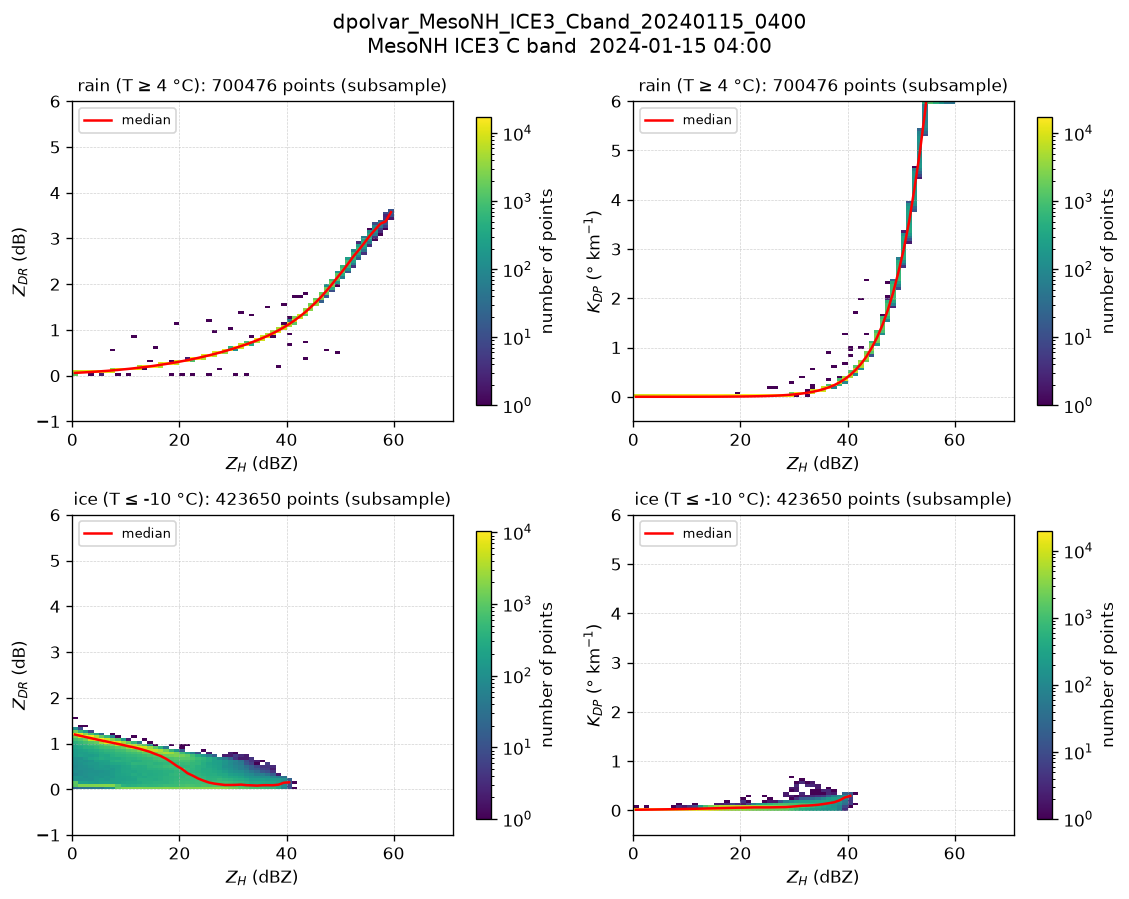 dpolvar_MesoNH_ICE3_Cband_20240115_0400
MesoNH ICE3 C band  2024-01-15 04:00
rain (T ≥ 4 °C): 700476 points (subsample)
median
6
5
4
3
2
1
0
−1
Z_DR (dB)
0 20 40 60
Z_H (dBZ)
10^4
10^3
10^2
10^1
10^0
number of points
rain (T ≥ 4 °C): 700476 points (subsample)
median
6
5
4
3
2
1
0
K_DP (° km^−1)
0 20 40 60
Z_H (dBZ)
10^4
10^3
10^2
10^1
10^0
number of points
ice (T ≤ -10 °C): 423650 points (subsample)
median
6
5
4
3
2
1
0
−1
Z_DR (dB)
0 20 40 60
Z_H (dBZ)
10^4
10^3
10^2
10^1
10^0
number of points
ice (T ≤ -10 °C): 423650 points (subsample)
median
6
5
4
3
2
1
0
K_DP (° km^−1)
0 20 40 60
Z_H (dBZ)
10^4
10^3
10^2
10^1
10^0
number of points